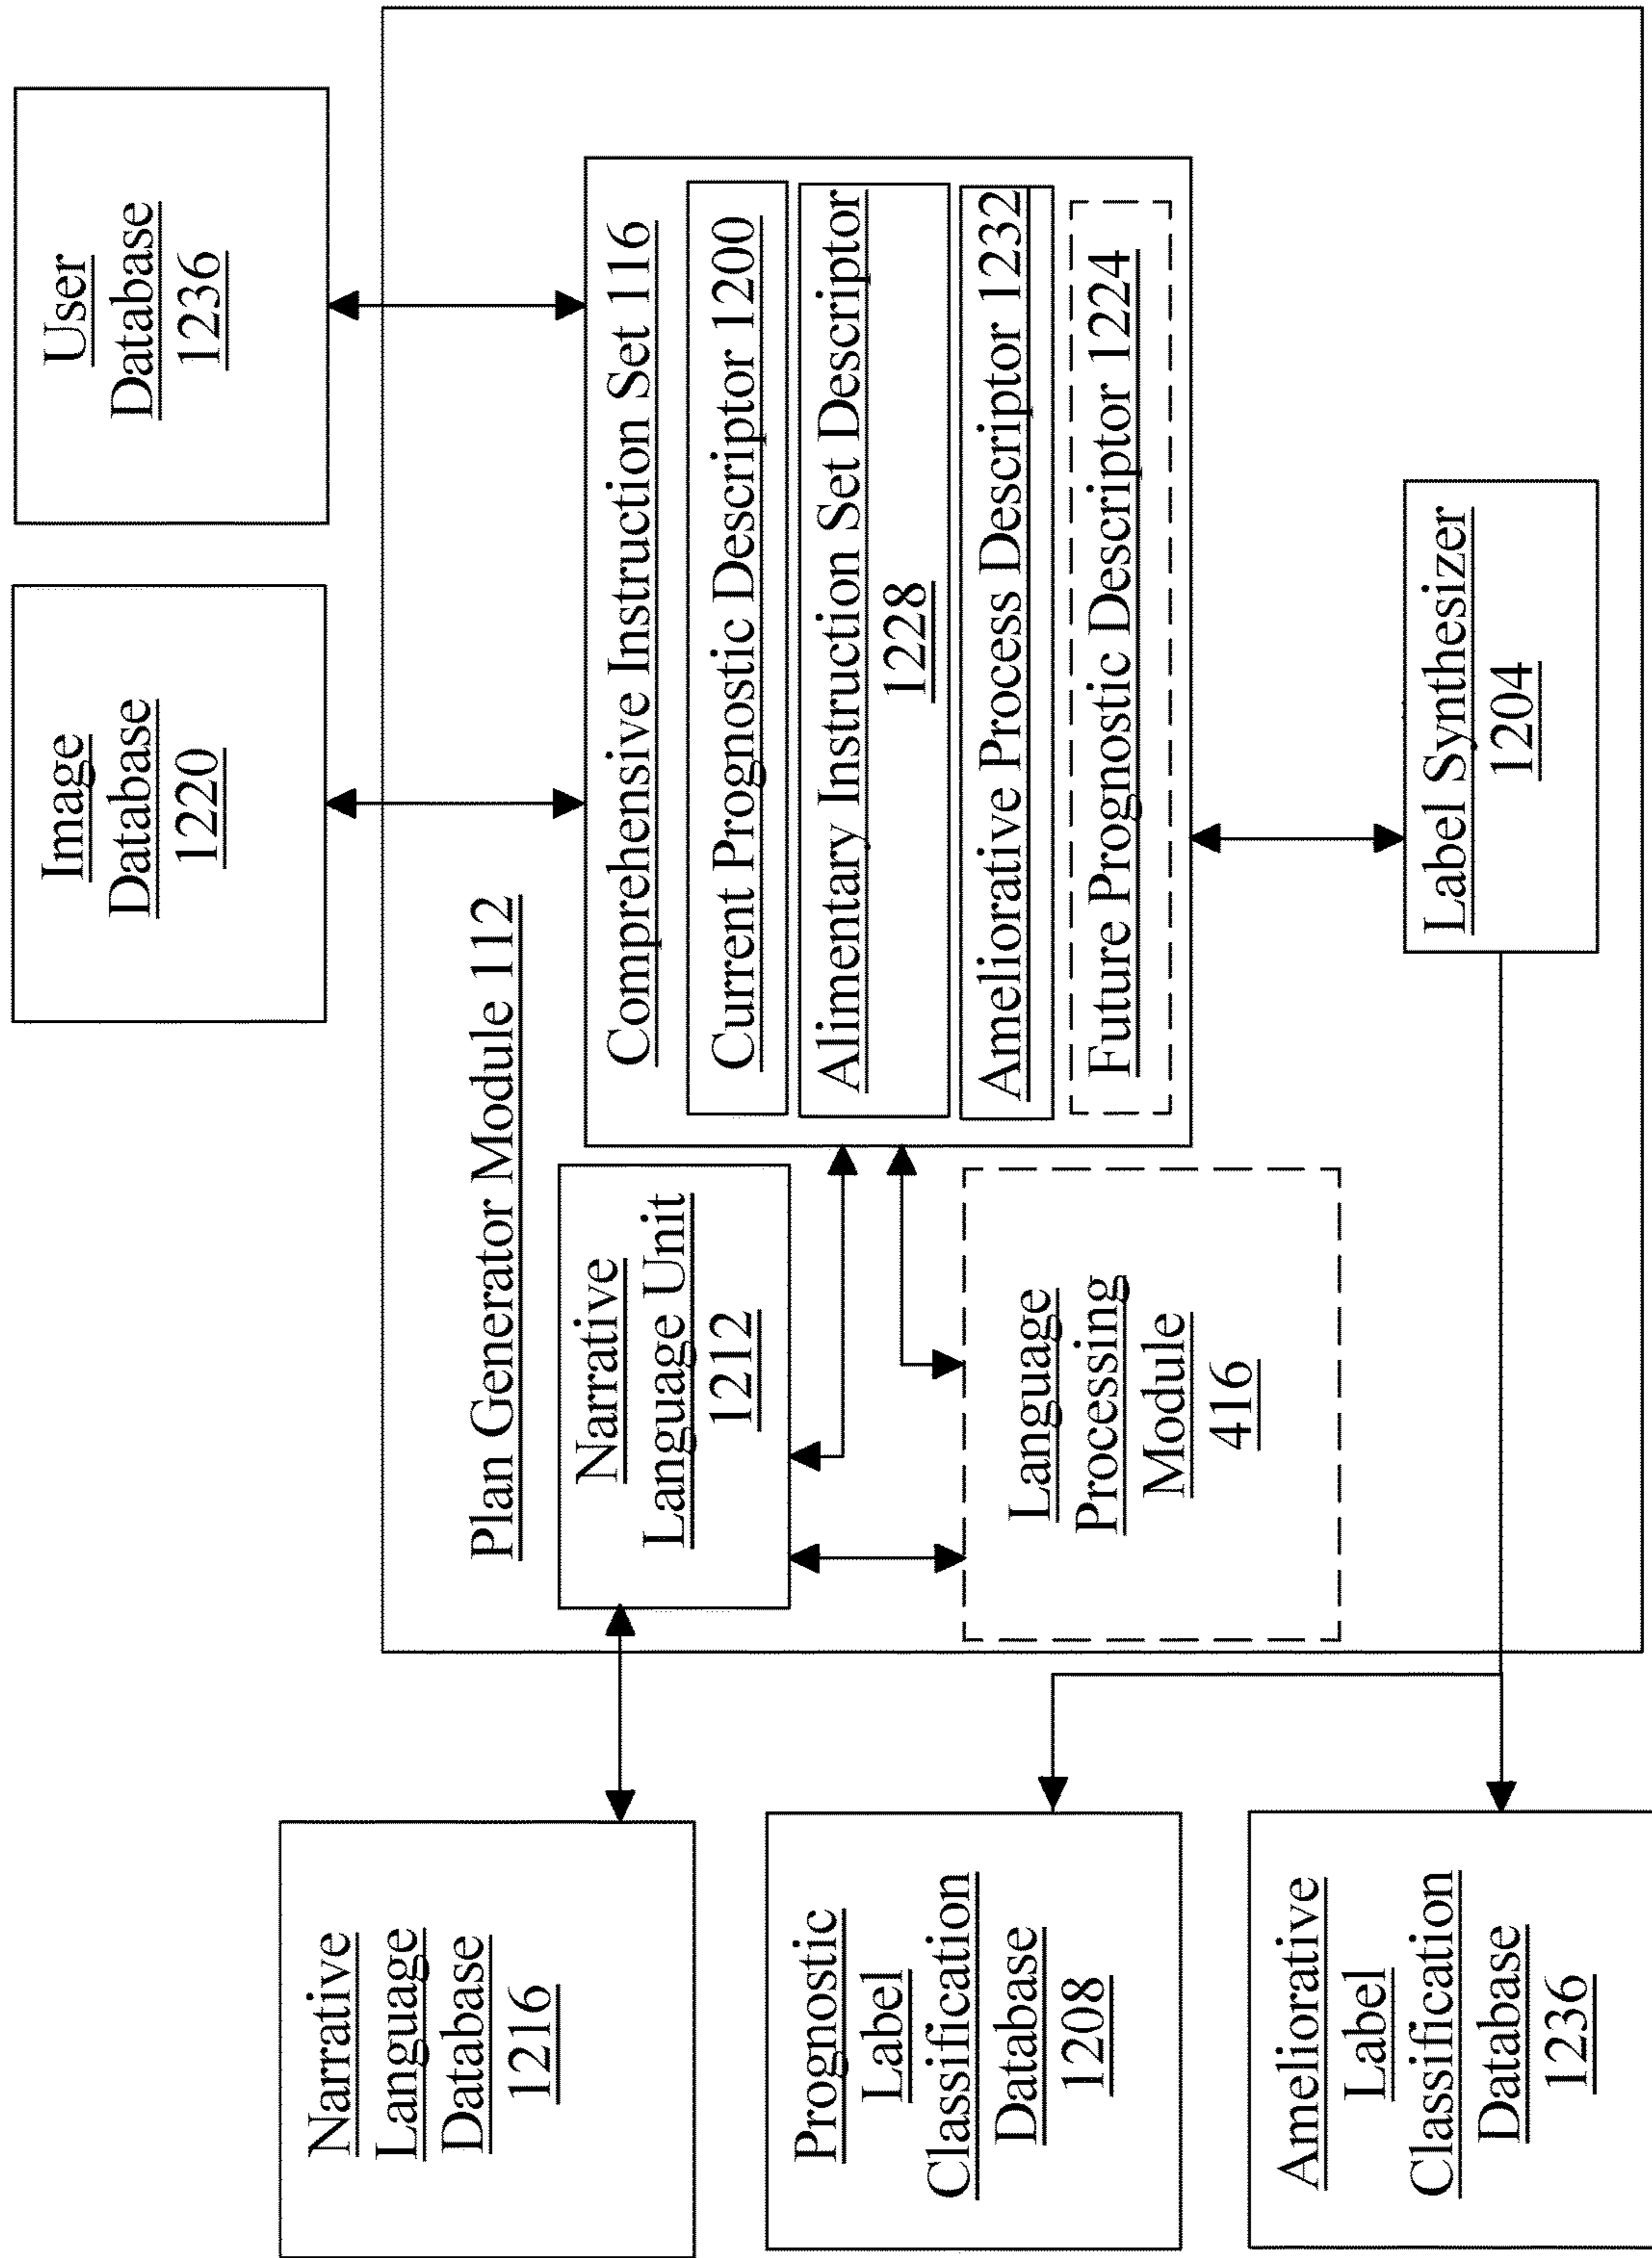 Image
Database
1220
User
Database
1236
Plan Generator Module 112
Narrative
Language Database
1216
Narrative
Language Unit
1212
Comprehensive Instruction Set 116
Current Prognostic Descriptor 1200
Alimentary Instruction Set Descriptor
1228
Ameliorative Process Descriptor 1232
Future Prognostic Descriptor 1224
Language
Processing
Module
416
Prognostic
Label
Classification
Database
1208
Label Synthesizer
1204
Ameliorative
Label
Classification
Database
1236